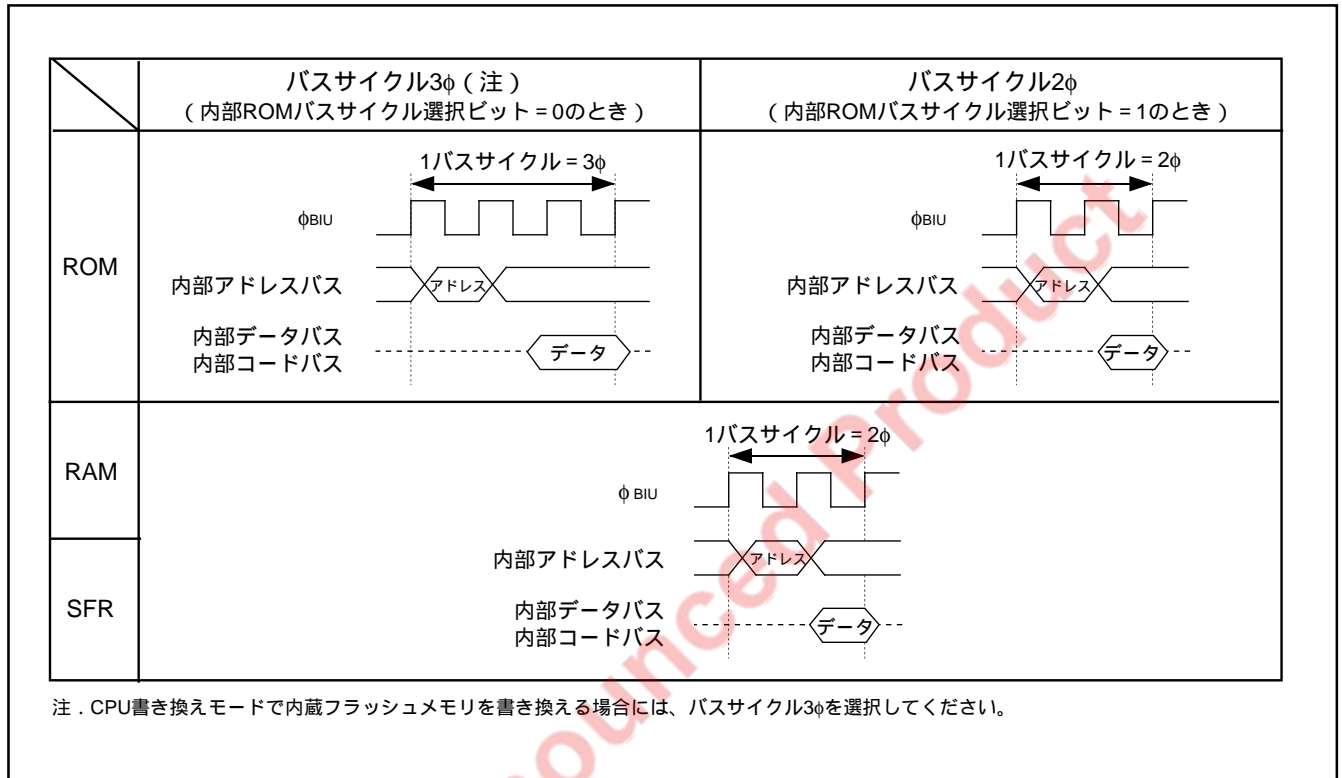 バスサイクル3φ（注）
（内部ROMバスサイクル選択ビット = 0のとき）
バスサイクル2φ
（内部ROMバスサイクル選択ビット = 1のとき）
ROM
1バスサイクル = 3φ
φBIU
内部アドレスバス
アドレス
内部データバス
内部コードバス
データ
1バスサイクル = 2φ
φBIU
内部アドレスバス
アドレス
内部データバス
内部コードバス
データ
RAM
SFR
1バスサイクル = 2φ
φ BIU
内部アドレスバス
アドレス
内部データバス
内部コードバス
データ
注．CPU書き換えモードで内蔵フラッシュメモリを書き換える場合には、バスサイクル3φを選択してください。
ounced Product